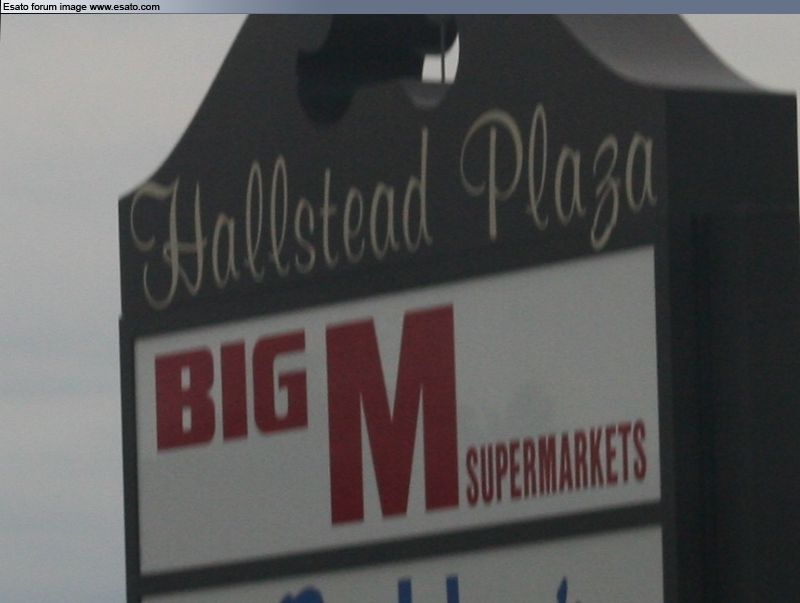 Esato forum image www.esato.com
Hallstead Plaza
BIG M SUPERMARKETS